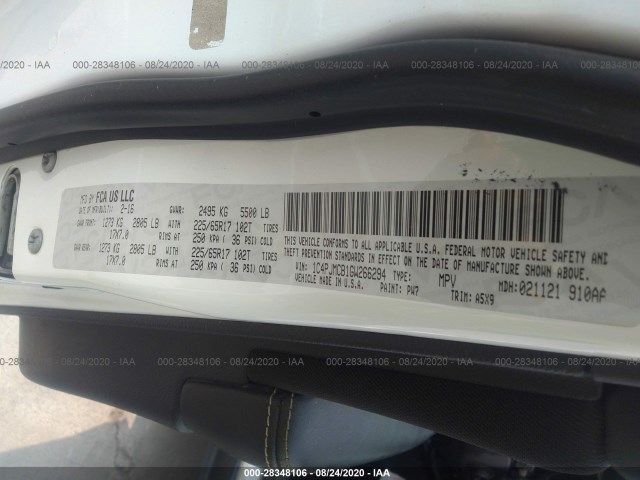 000-28348106 - 08/24/2020 - IAA 000-28348106 - 08/24/2020 - IAA 000-28348106 - 08/24/2020 - IAA
MFD BY FCA US LLC
DATE OF MFR 2-16 GVWR: 2495 KG 5500 LB
GAWR FRONT: 1273 KG 2805 LB WITH 225/65R17 102T TIRES
17X7.0 RIMS AT 250 KPA ( 36 PSI) COLD
GAWR REAR: 1273 KG 2805 LB WITH 225/65R17 102T TIRES
17X7.0 RIMS AT 250 KPA ( 36 PSI) COLD
THIS VEHICLE CONFORMS TO ALL APPLICABLE U.S.A. FEDERAL MOTOR VEHICLE SAFETY AND
THEFT PREVENTION STANDARDS IN EFFECT ON THE DATE OF MANUFACTURE SHOWN ABOVE.
VIN: 1C4PJMCB1GW266294 TYPE: MPV MDH: 021121 910AF
VEHICLE MADE IN U.S.A. PAINT: PW7 TRIM: A5X9
000-28348106 - 08/24/2020 - IAA 000-28348106 - 08/24/2020 - IAA
000-28348106 - 08/24/2020 - IAA 000-28348106 - 08/24/2020 - IAA 000-28348106 - 08/24/2020 - IAA